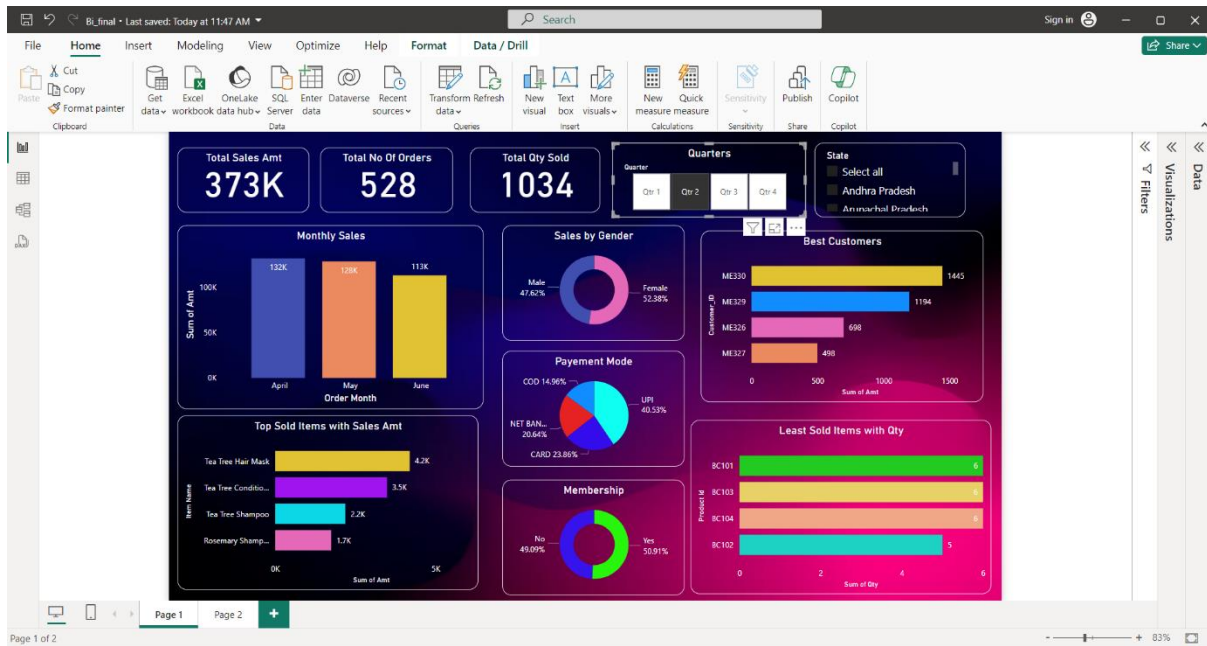 Bi_final • Last saved: Today at 11:47 AM
Search
Sign in
File Home Insert Modeling View Optimize Help Format Data / Drill
Share
Paste
Cut
Copy
Format painter
Get data
Excel workbook
OneLake data hub
SQL Server
Enter data
Dataverse
Recent sources
Transform data
Refresh
New visual
Text box
More visuals
New measure
Quick measure
Sensitivity
Publish
Copilot
Clipboard
Data
Queries
Insert
Calculations
Sensitivity
Share
Copilot
Total Sales Amt
373K
Total No Of Orders
528
Total Qty Sold
1034
Quarters
Quarter
Qtr 1 Qtr 2 Qtr 3 Qtr 4
State
Select all
Andhra Pradesh
Arunachal Pradesh
Filters
Visualizations
Data
Monthly Sales
Sum of Amt
100K
50K
0K
132K
128K
113K
April May June
Order Month
Sales by Gender
Male
47.62%
Female
52.38%
Best Customers
Customer_ID
ME330 1445
ME329 1194
ME326 698
ME327 498
0 500 1000 1500
Sum of Amt
Payement Mode
COD 14.96%
UPI
40.53%
NET BAN...
20.64%
CARD 23.86%
Top Sold Items with Sales Amt
Item Name
Tea Tree Hair Mask 4.2K
Tea Tree Conditio... 3.5K
Tea Tree Shampoo 2.2K
Rosemary Shamp... 1.7K
0K 5K
Sum of Amt
Membership
No
49.09%
Yes
50.91%
Least Sold Items with Qty
Product Id
BC101 6
BC103 6
BC104 6
BC102 5
0 2 4 6
Sum of Qty
Page 1 Page 2
Page 1 of 2
83%